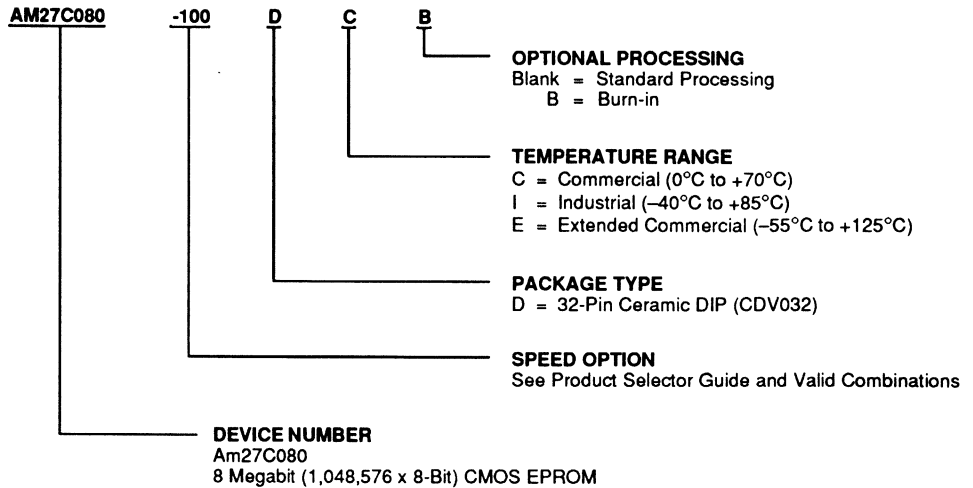 AM27C080 -100 D C B
OPTIONAL PROCESSING
Blank = Standard Processing
B = Burn-in
TEMPERATURE RANGE
C = Commercial (0°C to +70°C)
I = Industrial (–40°C to +85°C)
E = Extended Commercial (–55°C to +125°C)
PACKAGE TYPE
D = 32-Pin Ceramic DIP (CDV032)
SPEED OPTION
See Product Selector Guide and Valid Combinations
DEVICE NUMBER
Am27C080
8 Megabit (1,048,576 x 8-Bit) CMOS EPROM